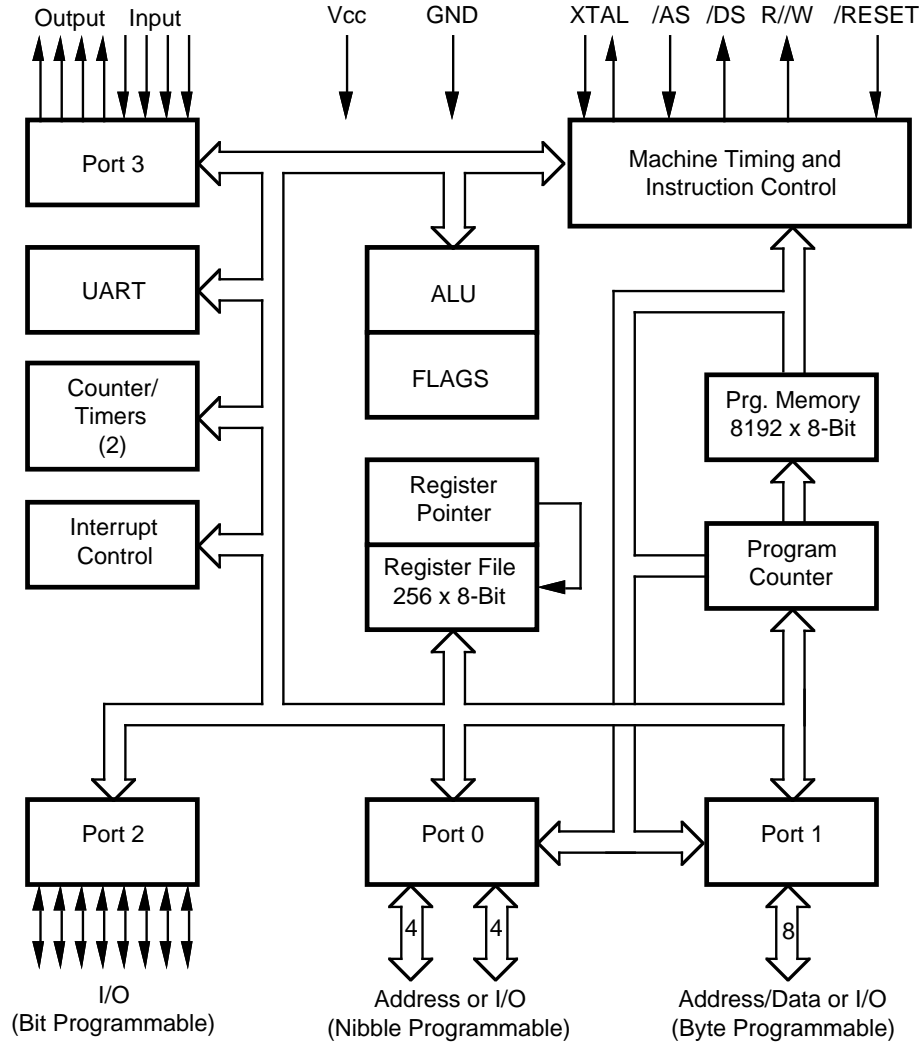 Output Input Vcc GND XTAL /AS /DS R//W /RESET
Port 3
Machine Timing and
Instruction Control
UART
ALU
FLAGS
Counter/
Timers
(2)
Prg. Memory
8192 x 8-Bit
Register
Pointer
Interrupt
Control
Program
Counter
Register File
256 x 8-Bit
Port 2
Port 0
Port 1
4
4
8
I/O
(Bit Programmable)
Address or I/O
(Nibble Programmable)
Address/Data or I/O
(Byte Programmable)